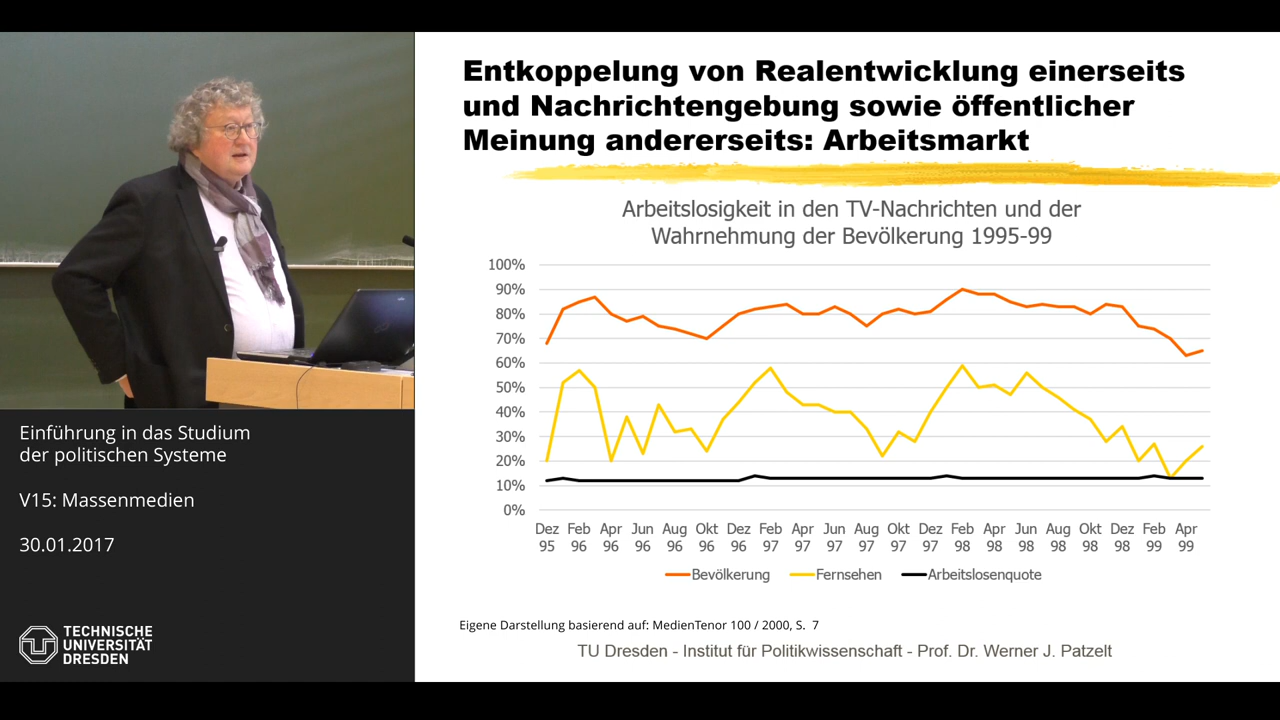 Entkoppelung von Realentwicklung einerseits
und Nachrichtengebung sowie öffentlicher
Meinung andererseits: Arbeitsmarkt
Arbeitslosigkeit in den TV-Nachrichten und der
Wahrnehmung der Bevölkerung 1995-99
100%
90%
80%
70%
60%
50%
40%
30%
20%
10%
0%
Dez Feb Apr Jun Aug Okt Dez Feb Apr Jun Aug Okt Dez Feb Apr Jun Aug Okt Dez Feb Apr
95 96 96 96 96 96 96 97 97 97 97 97 97 98 98 98 98 98 98 99 99
Bevölkerung Fernsehen Arbeitslosenquote
Eigene Darstellung basierend auf: MedienTenor 100 / 2000, S. 7
TU Dresden - Institut für Politikwissenschaft - Prof. Dr. Werner J. Patzelt
Einführung in das Studium
der politischen Systeme
V15: Massenmedien
30.01.2017
TECHNISCHE
UNIVERSITÄT
DRESDEN